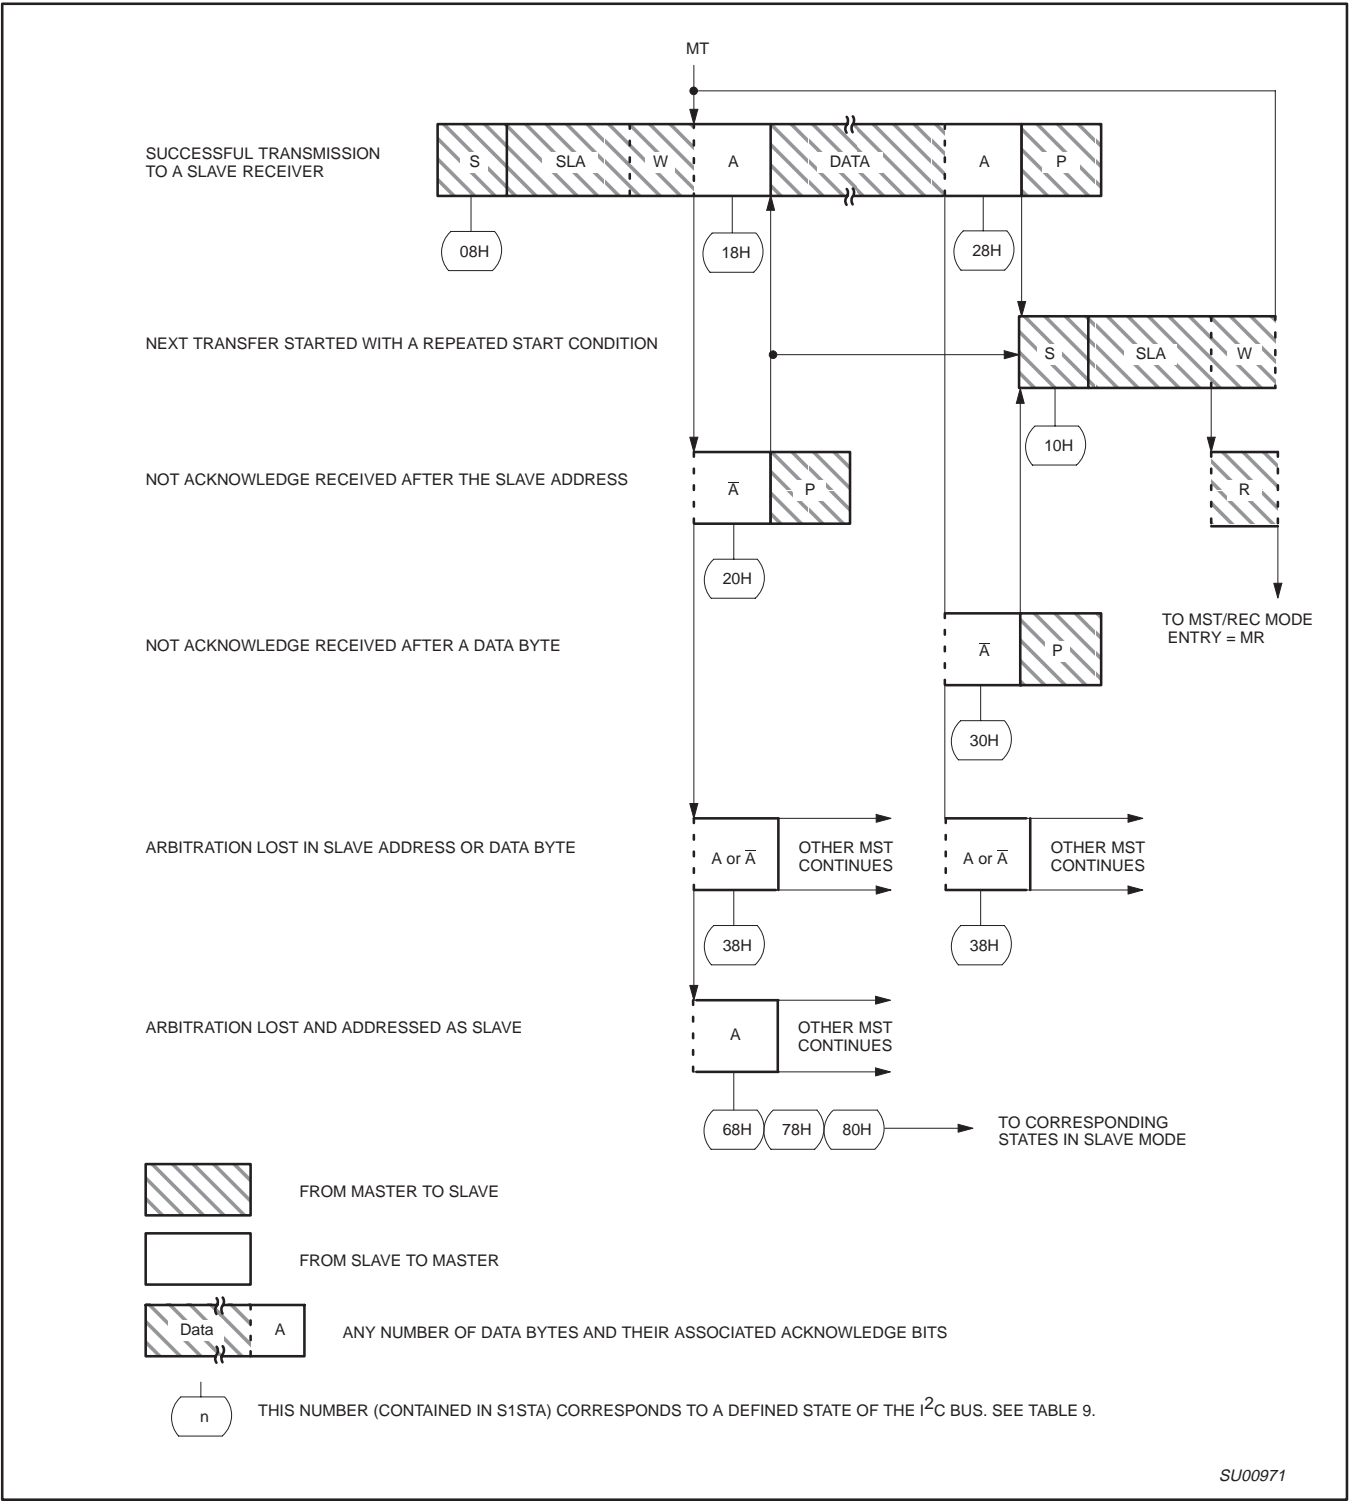 MT
SUCCESSFUL TRANSMISSION
TO A SLAVE RECEIVER
S SLA W A DATA A P
08H 18H 28H
NEXT TRANSFER STARTED WITH A REPEATED START CONDITION
S SLA W
10H
NOT ACKNOWLEDGE RECEIVED AFTER THE SLAVE ADDRESS
A̅ P R
20H
TO MST/REC MODE
ENTRY = MR
NOT ACKNOWLEDGE RECEIVED AFTER A DATA BYTE
A̅ P
30H
ARBITRATION LOST IN SLAVE ADDRESS OR DATA BYTE
A or A̅
OTHER MST
CONTINUES
A or A̅
OTHER MST
CONTINUES
38H 38H
ARBITRATION LOST AND ADDRESSED AS SLAVE
A
OTHER MST
CONTINUES
68H 78H 80H
TO CORRESPONDING
STATES IN SLAVE MODE
FROM MASTER TO SLAVE
FROM SLAVE TO MASTER
Data A
ANY NUMBER OF DATA BYTES AND THEIR ASSOCIATED ACKNOWLEDGE BITS
n
THIS NUMBER (CONTAINED IN S1STA) CORRESPONDS TO A DEFINED STATE OF THE I²C BUS. SEE TABLE 9.
SU00971